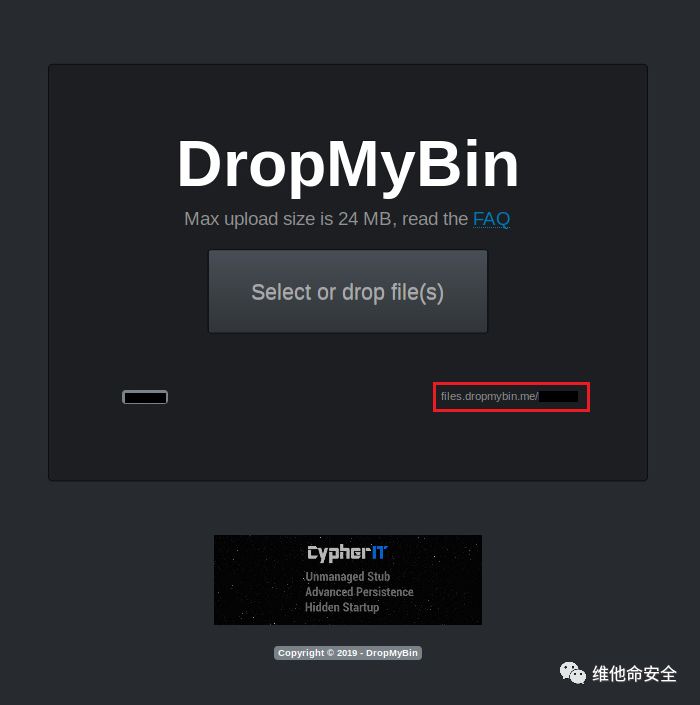 DropMyBin
Max upload size is 24 MB, read the FAQ
Select or drop file(s)
files.dropmybin.me/
CypherIT
Unmanaged Stub
Advanced Persistence
Hidden Startup
Copyright © 2019 - DropMyBin
维他命安全